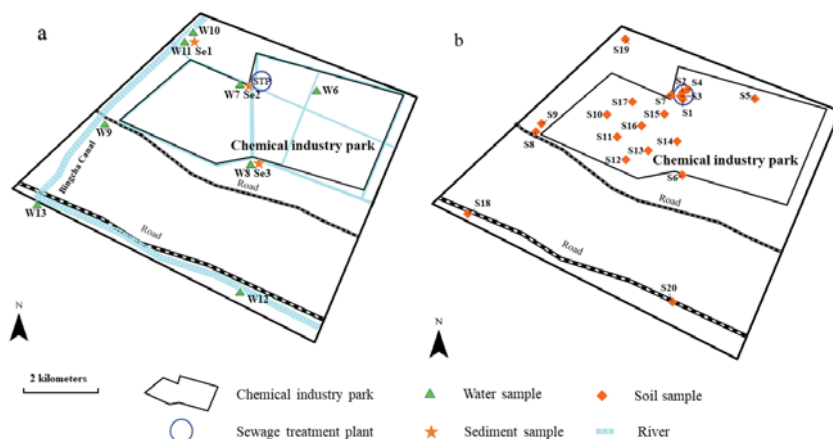 a
W10
W11 Se1
STP
W7 Se2
W6
W9
Chemical industry park
W8 Se3
Bingcha Canal
Road
W13
Road
W12
N
b
S19
S2
S4
S7
S3
S5
S17
S1
S10
S15
S9
S16
S8
S11
S14
S13
S12
Chemical industry park
S6
Road
S18
Road
S20
N
2 kilometers
Chemical industry park
Water sample
Soil sample
Sewage treatment plant
Sediment sample
River